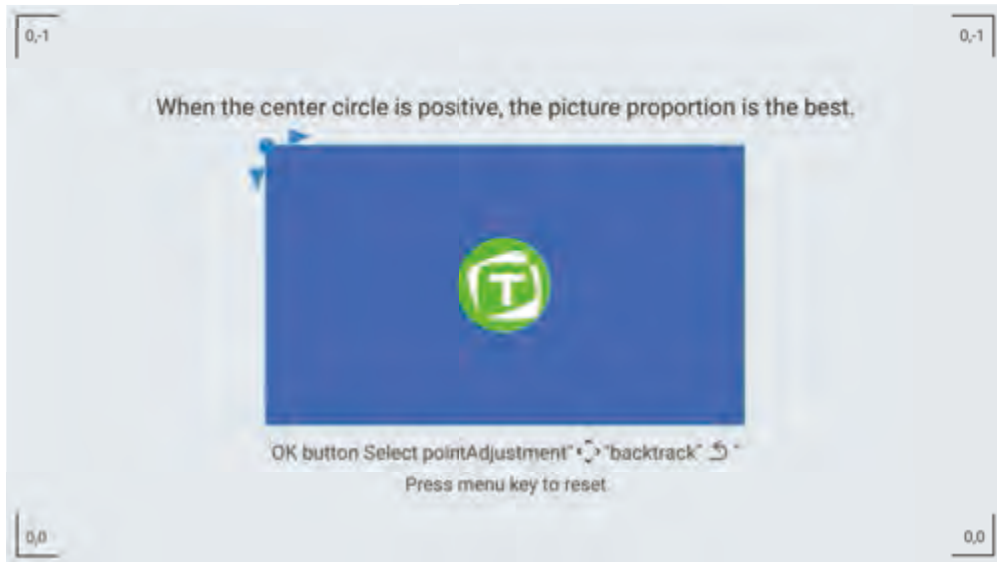 0,-1
0,-1
When the center circle is positive, the picture proportion is the best.
T
OK button Select pointAdjustment" "backtrack" "
Press menu key to reset
0,0
0,0